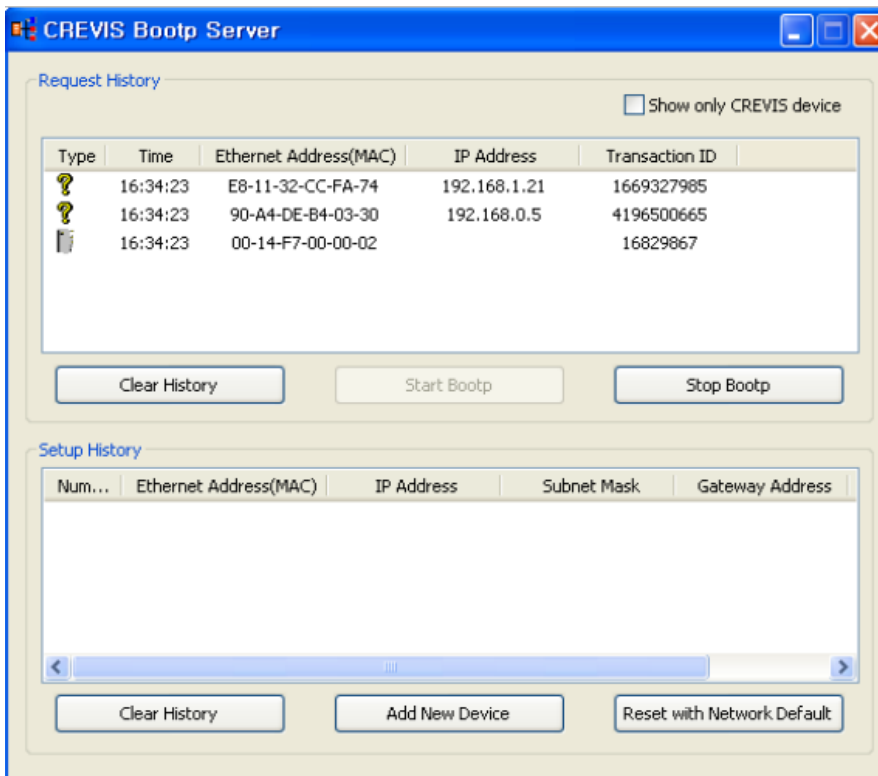 CREVIS Bootp Server
Request History
Show only CREVIS device
Type Time Ethernet Address(MAC) IP Address Transaction ID
16:34:23 E8-11-32-CC-FA-74 192.168.1.21 1669327985
16:34:23 90-A4-DE-B4-03-30 192.168.0.5 4196500665
16:34:23 00-14-F7-00-00-02 16829867
Clear History Start Bootp Stop Bootp
Setup History
Num... Ethernet Address(MAC) IP Address Subnet Mask Gateway Address
Clear History Add New Device Reset with Network Default